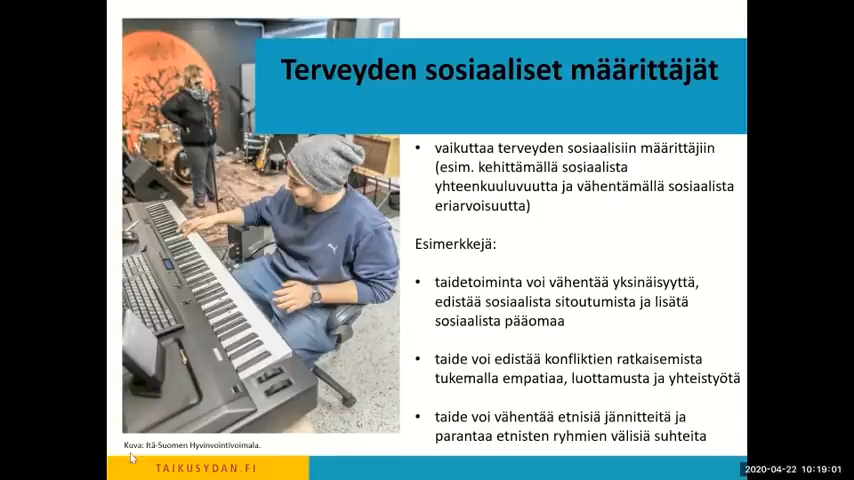 Terveyden sosiaaliset määrittäjät
• vaikuttaa terveyden sosiaalisiin määrittäjiin
(esim. kehittämällä sosiaalista
yhteenkuuluvuutta ja vähentämällä sosiaalista
eriarvoisuutta)
Esimerkkejä:
• taidetoiminta voi vähentää yksinäisyyttä,
edistää sosiaalista sitoutumista ja lisätä
sosiaalista pääomaa
• taide voi edistää konfliktien ratkaisemista
tukemalla empatiaa, luottamusta ja yhteistyötä
• taide voi vähentää etnisiä jännitteitä ja
parantaa etnisten ryhmien välisiä suhteita
Kuva: Itä-Suomen Hyvinvointivoimala.
TAIKUSYDAN.FI
2020-04-22 10:19:01